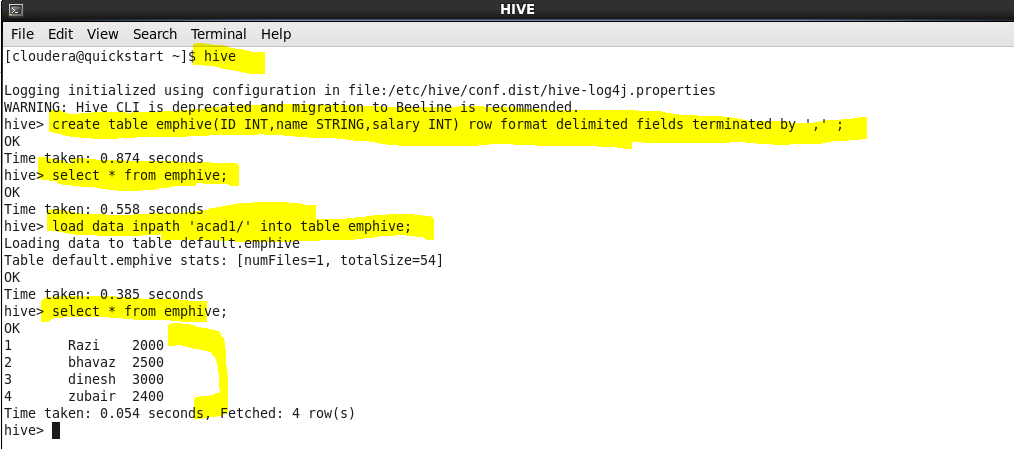 HIVE
File Edit View Search Terminal Help
[cloudera@quickstart ~]$ hive
Logging initialized using configuration in file:/etc/hive/conf.dist/hive-log4j.properties
WARNING: Hive CLI is deprecated and migration to Beeline is recommended.
hive> create table emphive(ID INT,name STRING,salary INT) row format delimited fields terminated by ',' ;
OK
Time taken: 0.874 seconds
hive> select * from emphive;
OK
Time taken: 0.558 seconds
hive> load data inpath 'acad1/' into table emphive;
Loading data to table default.emphive
Table default.emphive stats: [numFiles=1, totalSize=54]
OK
Time taken: 0.385 seconds
hive> select * from emphive;
OK
1 Razi 2000
2 bhavaz 2500
3 dinesh 3000
4 zubair 2400
Time taken: 0.054 seconds, Fetched: 4 row(s)
hive>